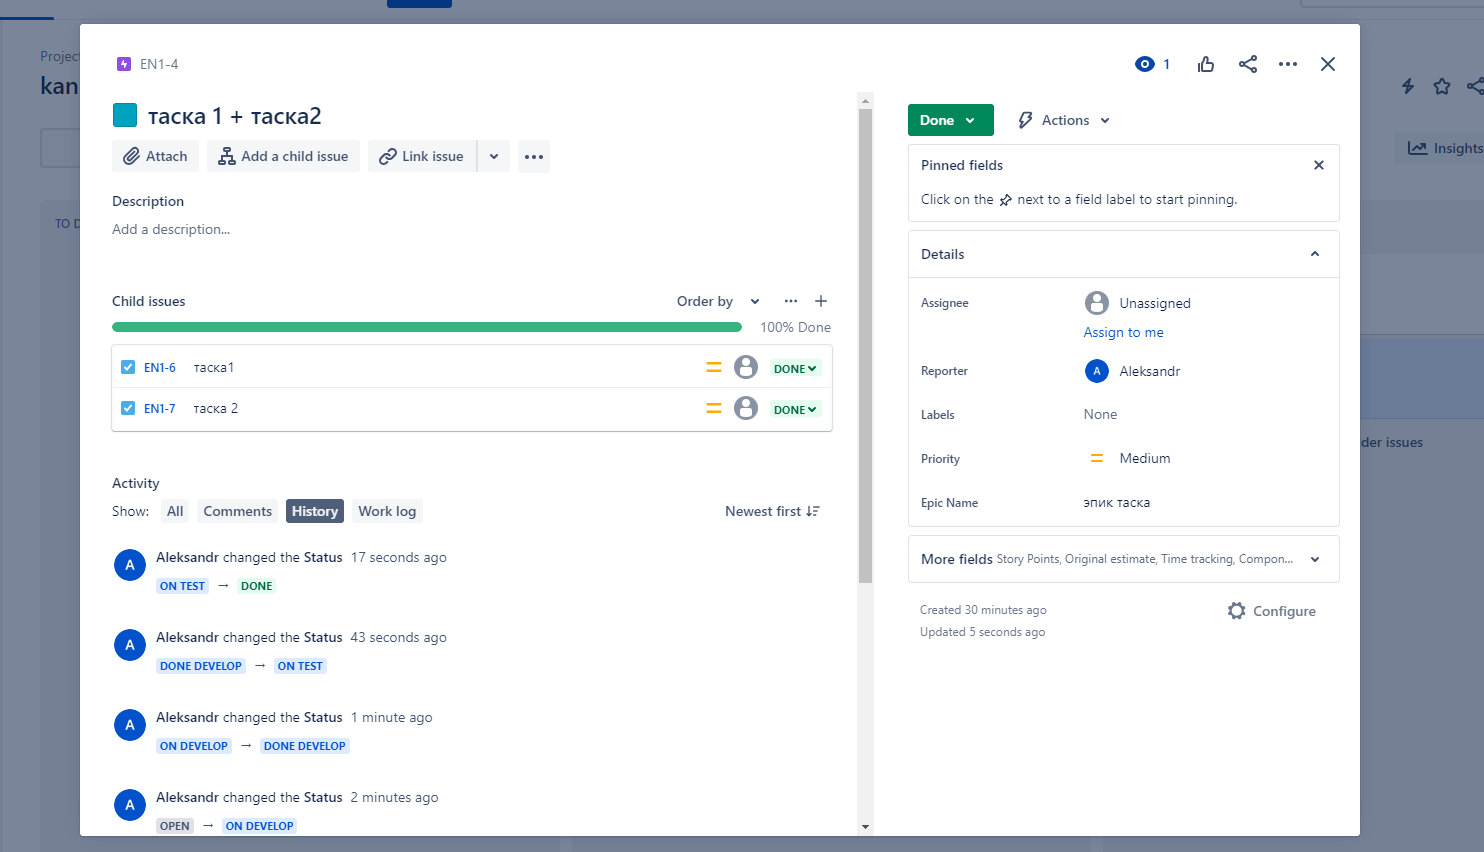 Projec
kan
TO D
Insights
der issues
EN1-4
1
таска 1 + таска2
Attach
Add a child issue
Link issue
Description
Add a description...
Child issues
Order by
100% Done
EN1-6 таска1 DONE
EN1-7 таска 2 DONE
Activity
Show: All Comments History Work log Newest first
A
Aleksandr changed the Status 17 seconds ago
ON TEST → DONE
A
Aleksandr changed the Status 43 seconds ago
DONE DEVELOP → ON TEST
A
Aleksandr changed the Status 1 minute ago
ON DEVELOP → DONE DEVELOP
A
Aleksandr changed the Status 2 minutes ago
OPEN → ON DEVELOP
Done
Actions
Pinned fields
Click on the next to a field label to start pinning.
Details
Assignee Unassigned
Assign to me
Reporter A Aleksandr
Labels None
Priority Medium
Epic Name эпик таска
More fields Story Points, Original estimate, Time tracking, Compon...
Created 30 minutes ago
Updated 5 seconds ago
Configure